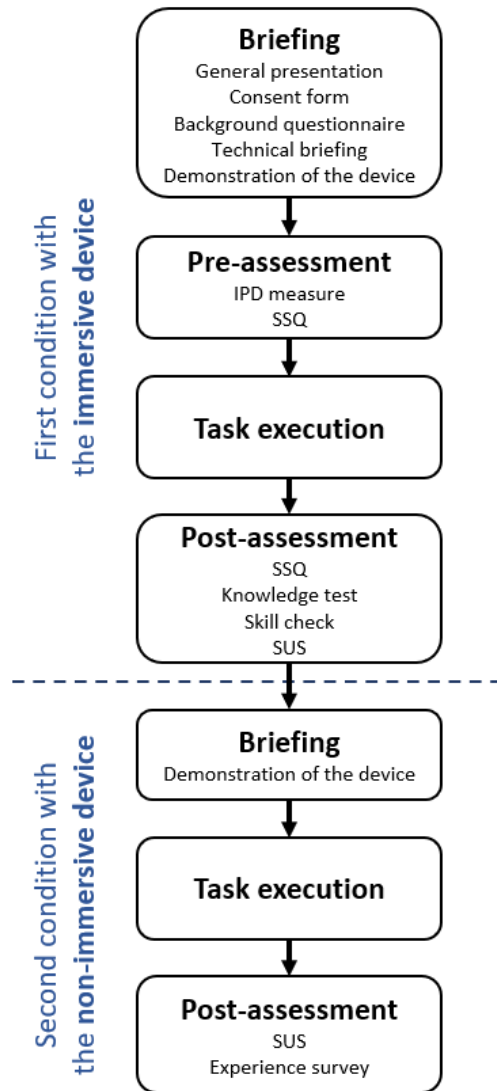 First condition with
the immersive device
Briefing
General presentation
Consent form
Background questionnaire
Technical briefing
Demonstration of the device
Pre-assessment
IPD measure
SSQ
Task execution
Post-assessment
SSQ
Knowledge test
Skill check
SUS
Second condition with
the non-immersive device
Briefing
Demonstration of the device
Task execution
Post-assessment
SUS
Experience survey